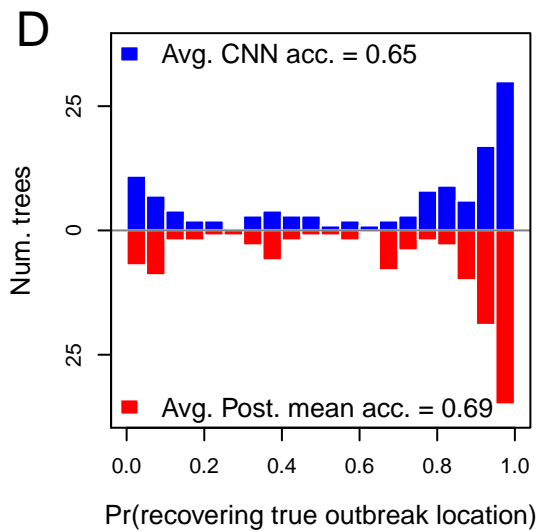 D
Avg. CNN acc. = 0.65
25
0
25
Num. trees
Avg. Post. mean acc. = 0.69
0.0 0.2 0.4 0.6 0.8 1.0
Pr(recovering true outbreak location)